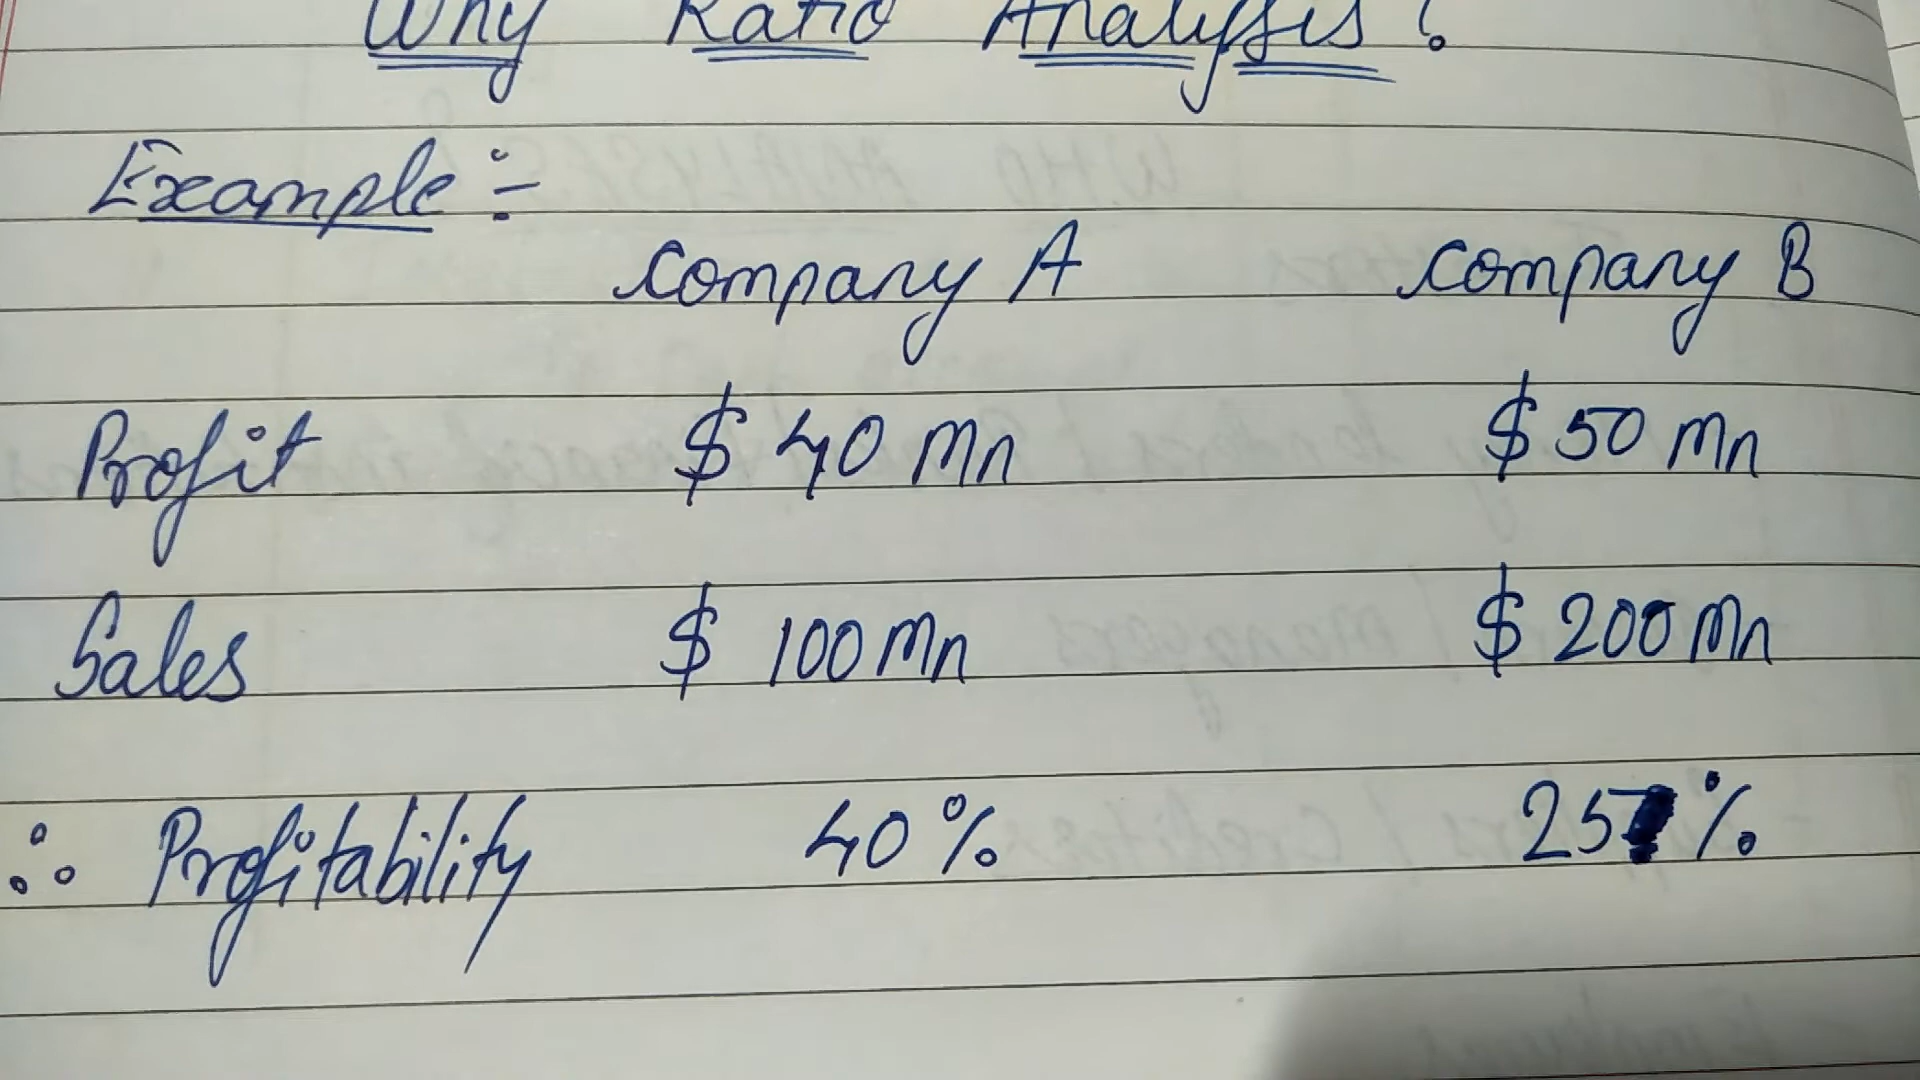 Why Ratio Analysis?
Example :-
Company A Company B
Profit $ 40 Mn $ 50 Mn
Sales $ 100 Mn $ 200 Mn
∴ Profitability 40 % 25 %